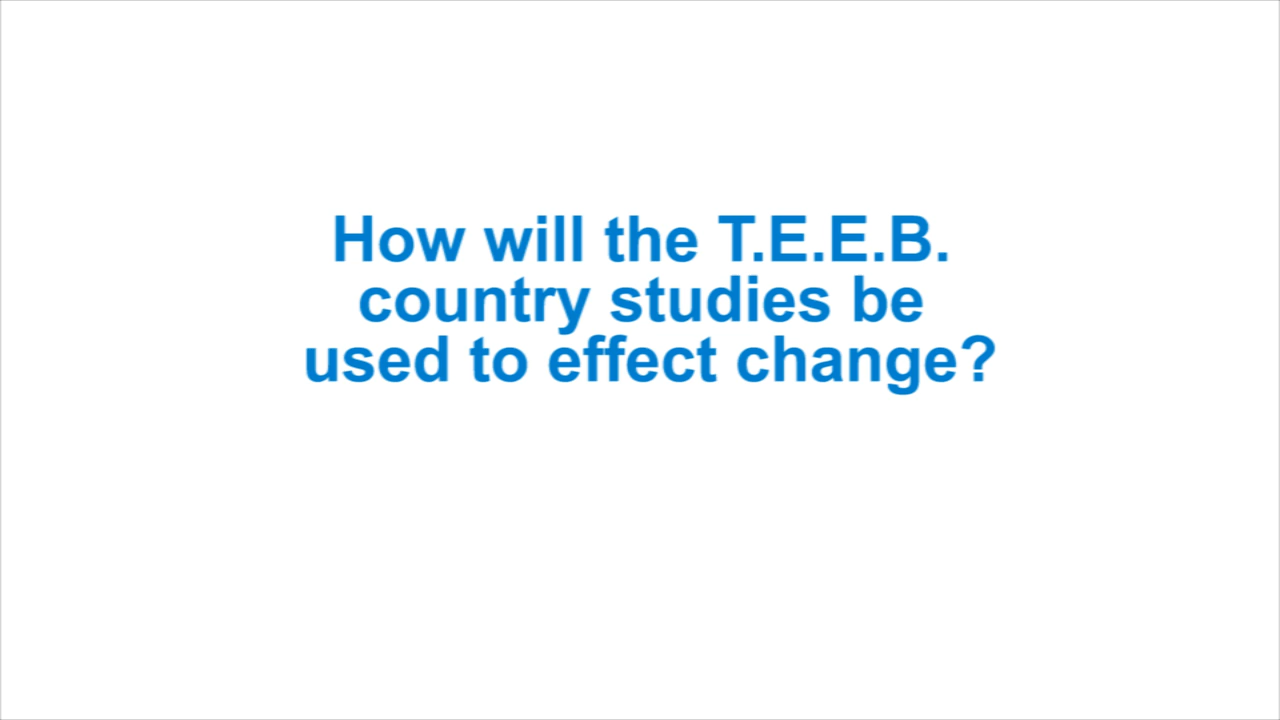 How will the T.E.E.B.
country studies be
used to effect change?